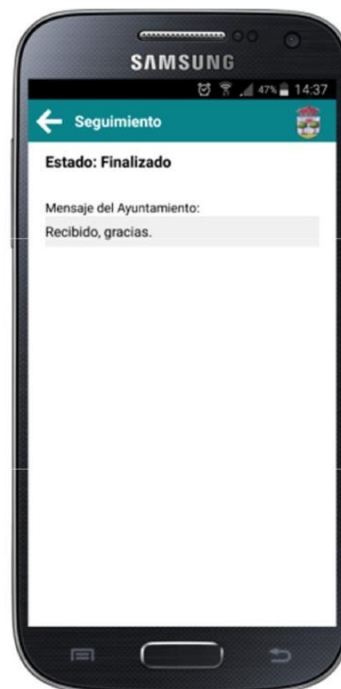 SAMSUNG
47% 14:37
Seguimiento
Estado: Finalizado
Mensaje del Ayuntamiento:
Recibido, gracias.